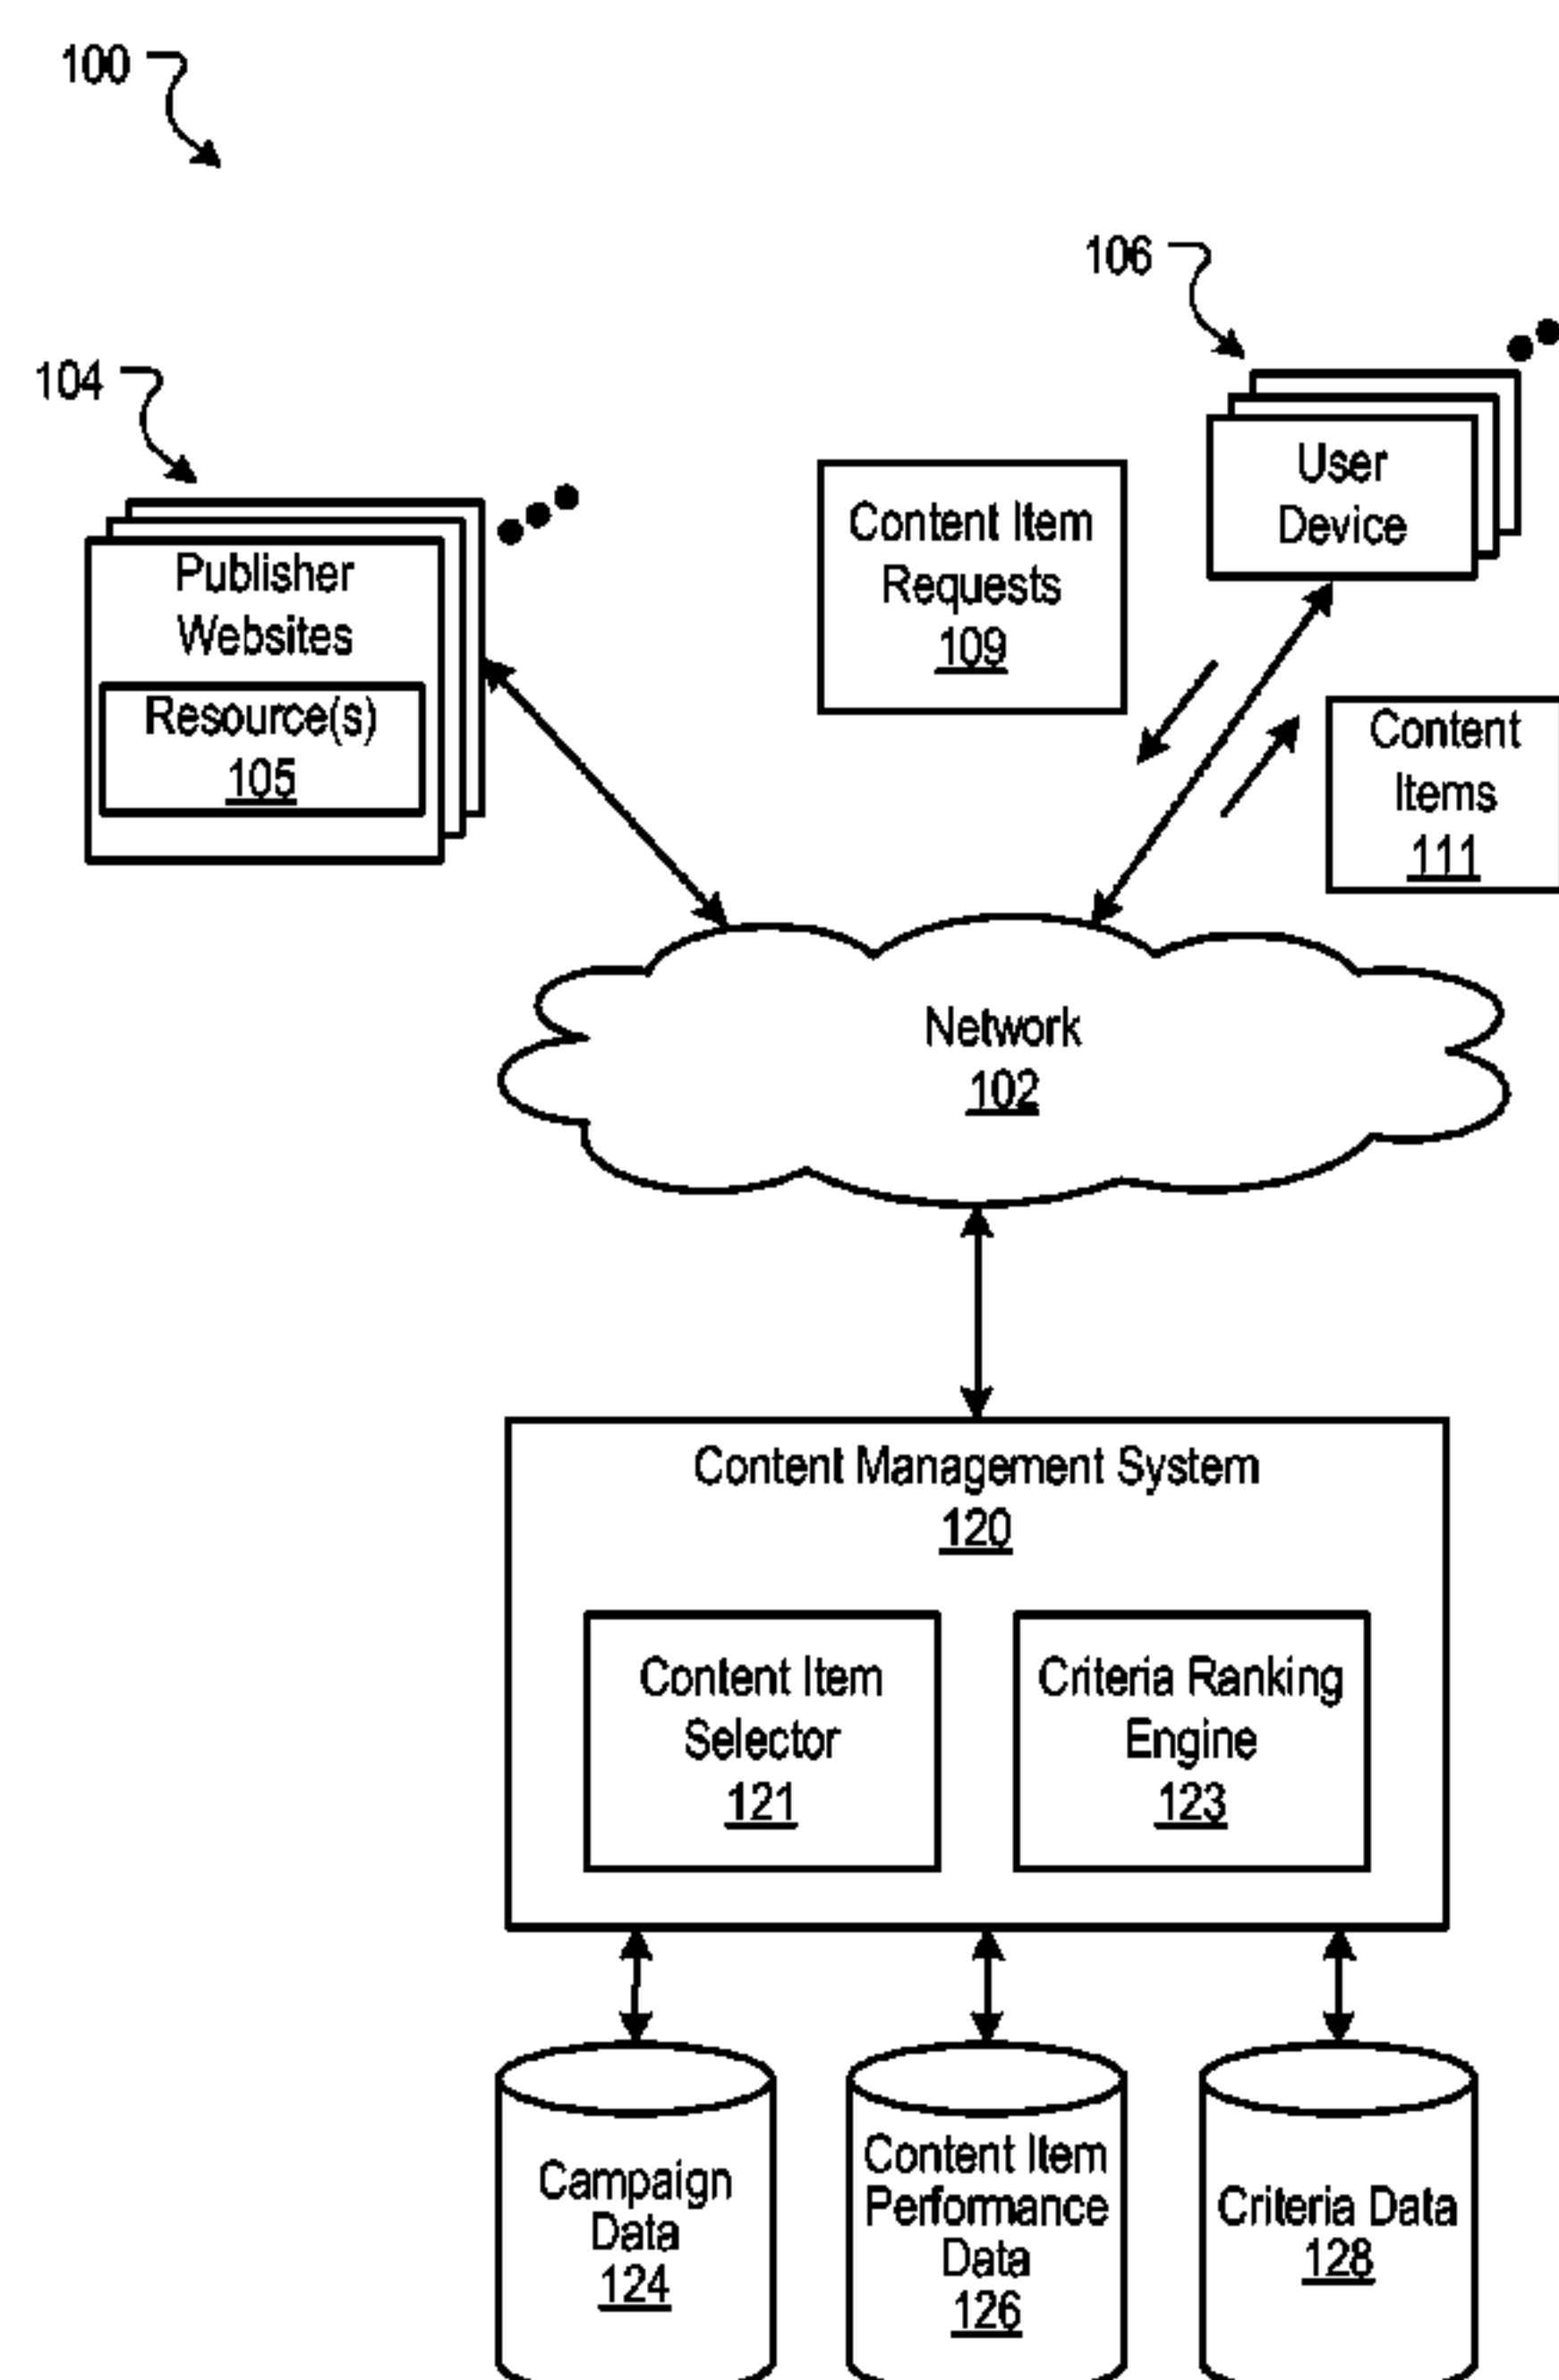 100
106
104
User
Device
Content Item
Requests
109
Publisher
Websites
Resource(s)
105
Content
Items
111
Network
102
Content Management System
120
Content Item
Selector
121
Criteria Ranking
Engine
123
Campaign
Data
124
Content Item
Performance
Data
126
Criteria Data
128